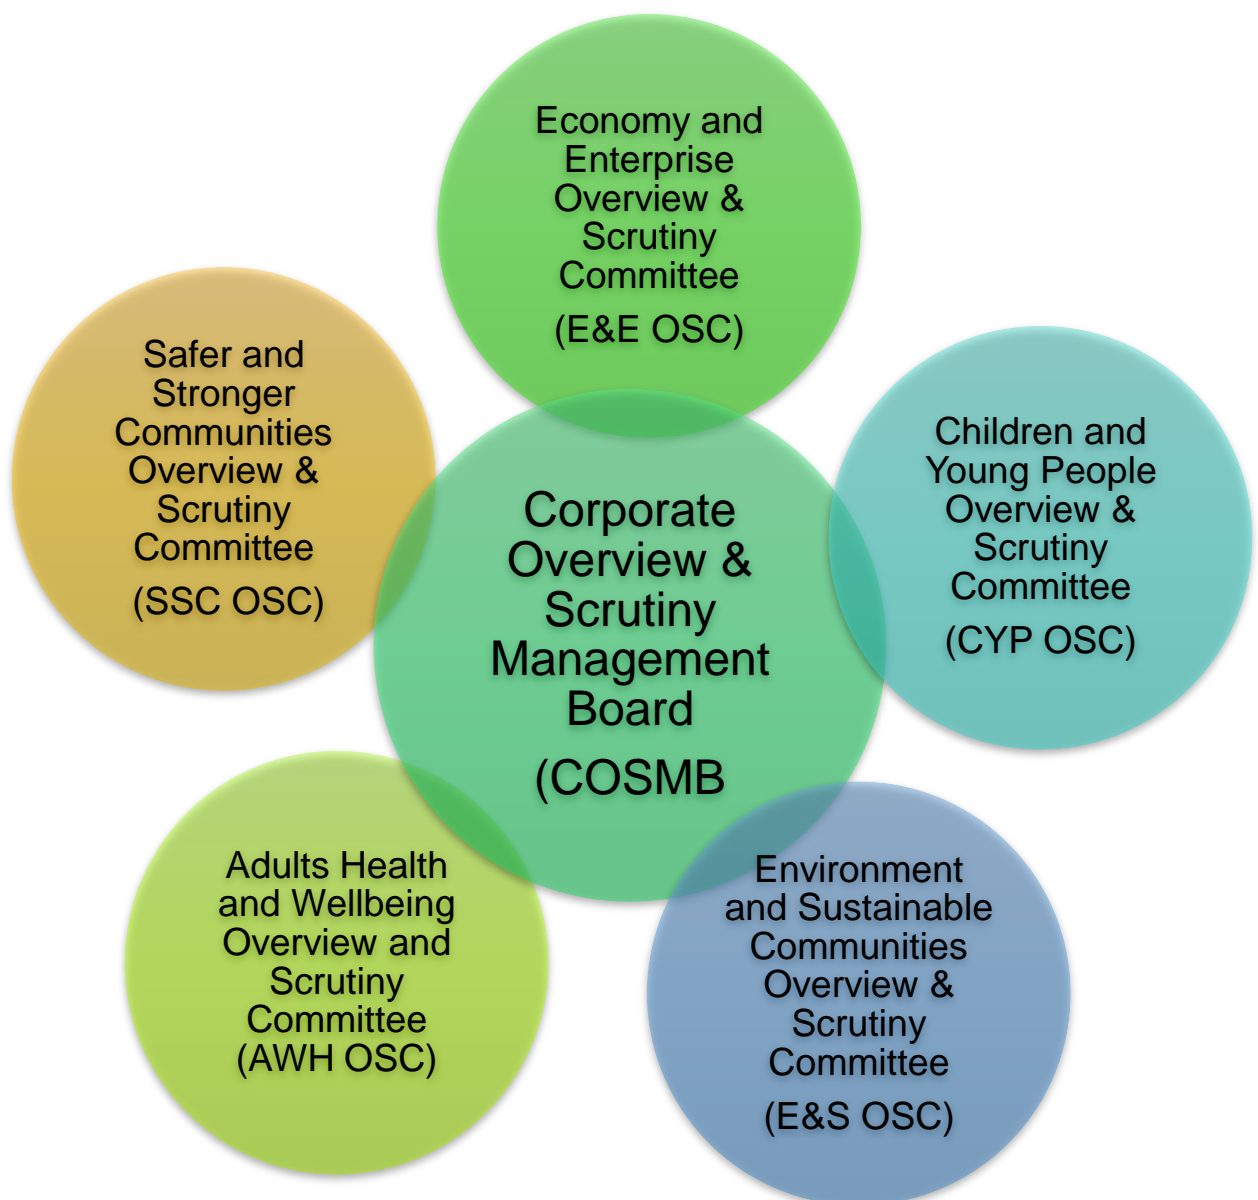 Economy and
Enterprise
Overview &
Scrutiny
Committee
(E&E OSC)
Safer and
Stronger
Communities
Overview &
Scrutiny
Committee
(SSC OSC)
Children and
Young People
Overview &
Scrutiny
Committee
(CYP OSC)
Corporate
Overview &
Scrutiny
Management
Board
(COSMB
Adults Health
and Wellbeing
Overview and
Scrutiny
Committee
(AWH OSC)
Environment
and Sustainable
Communities
Overview &
Scrutiny
Committee
(E&S OSC)